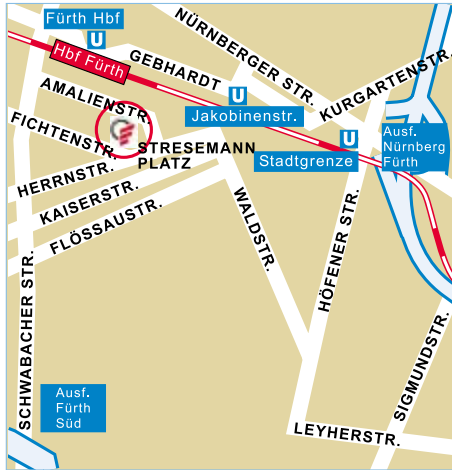 Fürth Hbf
U
NÜRNBERGER STR.
Hbf Fürth
GEBHARDT
KURGARTENSTR.
AMALIENSTR.
U
Jakobinenstr.
FICHTENSTR.
U
Ausf.
Nürnberg
Fürth
STRESEMANN
PLATZ
Stadtgrenze
HERRNSTR.
KAISERSTR.
FLÖSSAUSTR.
WALDSTR.
HÖFENER STR.
SCHWABACHER STR.
SIGMUNDSTR.
Ausf.
Fürth
Süd
LEYHERSTR.